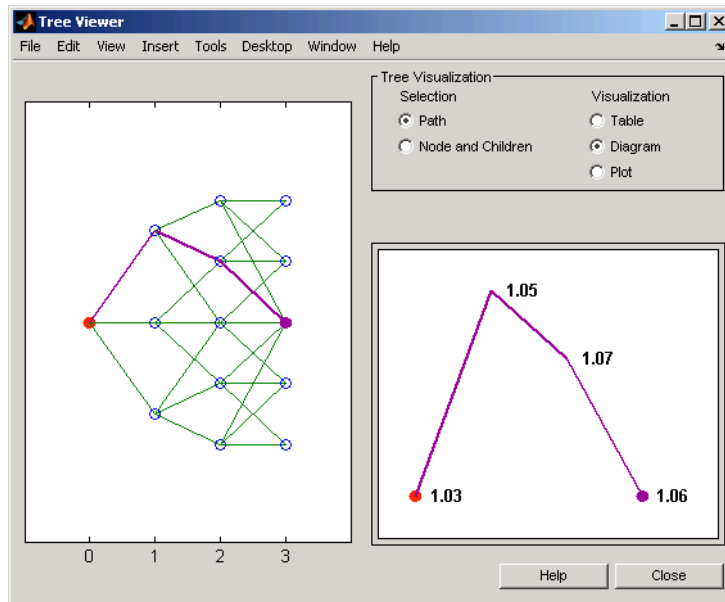 Tree Viewer
File Edit View Insert Tools Desktop Window Help
Tree Visualization
Selection
Visualization
Path
Table
Node and Children
Diagram
Plot
0 1 2 3
1.05
1.07
1.03
1.06
Help
Close